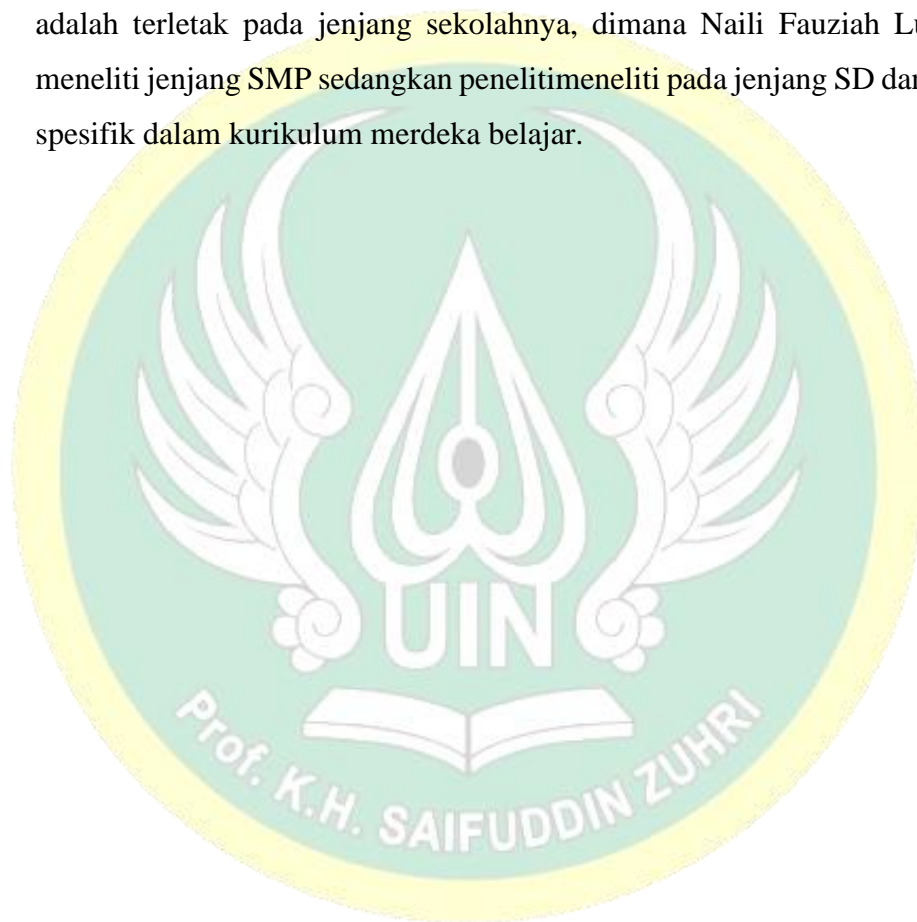 adalah terletak pada jenjang sekolahnya, dimana Naili Fauziah
meneliti jenjang SMP sedangkan penelitimeneliti pada jenjang SD
spesifik dalam kurikulum merdeka belajar.
UIN
Prof. K.H. SAIFUDDIN ZUHRI